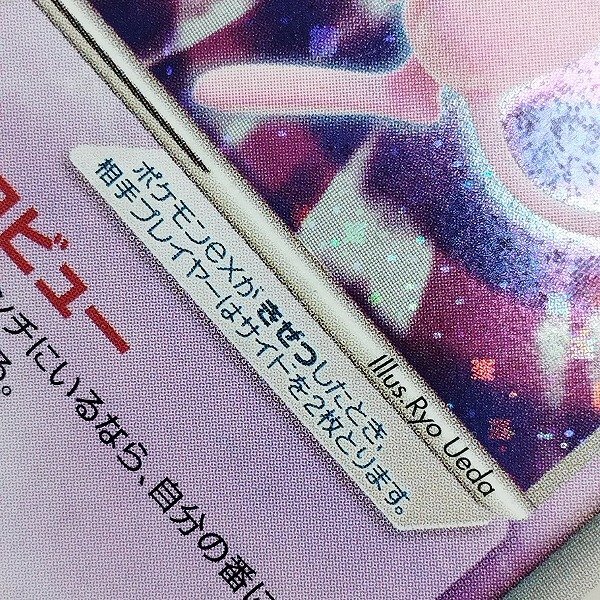 ポケモンexがきぜつしたとき、
相手プレイヤーはサイドを2枚とります。
Illus. Ryo Ueda
ビュー
ンチにいるなら、自分の番に
る。